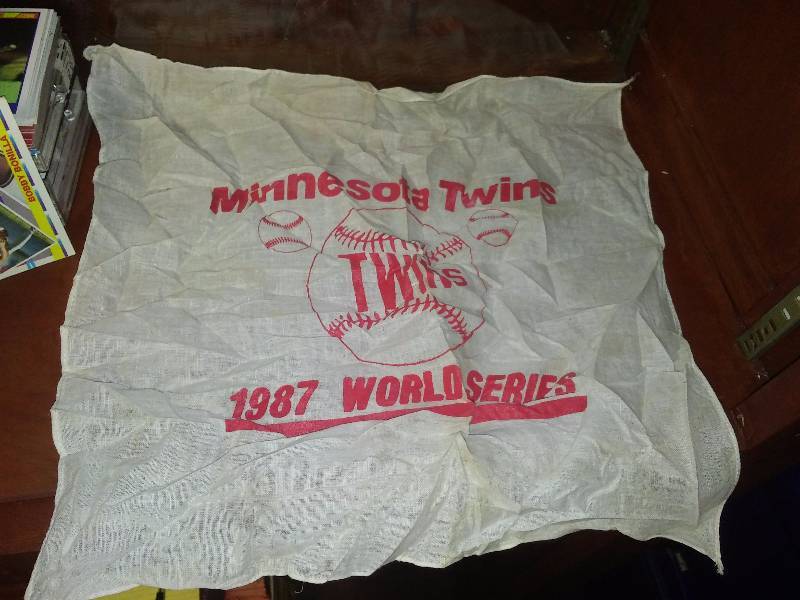 Minnesota Twins
TWins
1987 WORLD SERIES
BOBBY BONILLA